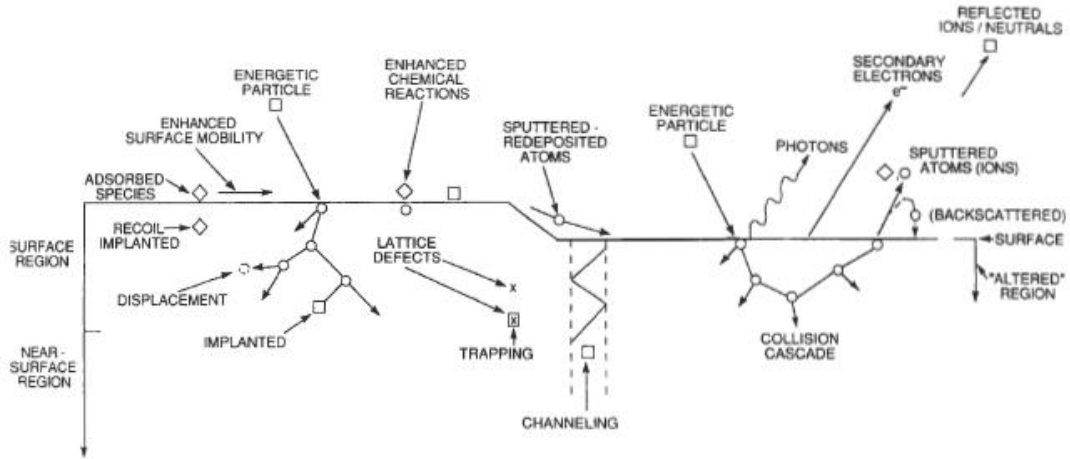 REFLECTED
IONS / NEUTRALS
SECONDARY
ELECTRONS
e⁻
ENHANCED
CHEMICAL
REACTIONS
ENERGETIC
PARTICLE
ENERGETIC
PARTICLE
ENHANCED
SURFACE MOBILITY
SPUTTERED -
REDEPOSITED
ATOMS
PHOTONS
SPUTTERED
ATOMS (IONS)
ADSORBED
SPECIES
(BACKSCATTERED)
RECOIL
IMPLANTED
SURFACE
SURFACE
REGION
LATTICE
DEFECTS
x
x
DISPLACEMENT
"ALTERED"
REGION
IMPLANTED
TRAPPING
COLLISION
CASCADE
NEAR -
SURFACE
REGION
CHANNELING